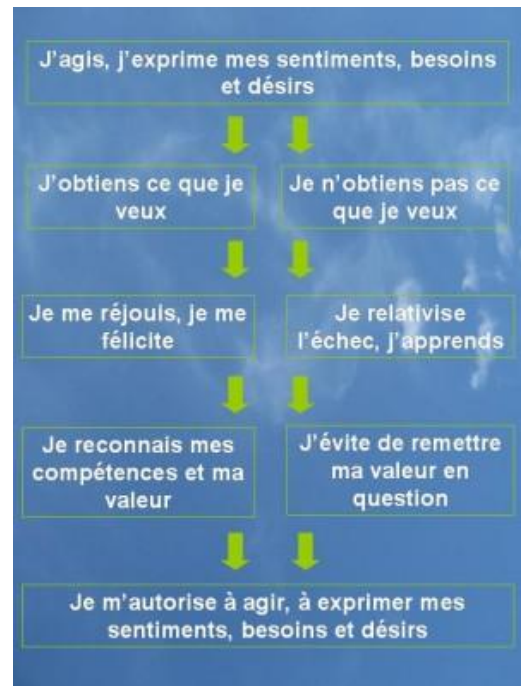 J'agis, j'exprime mes sentiments, besoins
et désirs
J'obtiens ce que je
veux
Je n'obtiens pas ce
que je veux
Je me réjouis, je me
félicite
Je relativise
l'échec, j'apprends
Je reconnais mes
compétences et ma
valeur
J'évite de remettre
ma valeur en
question
Je m'autorise à agir, à exprimer mes
sentiments, besoins et désirs